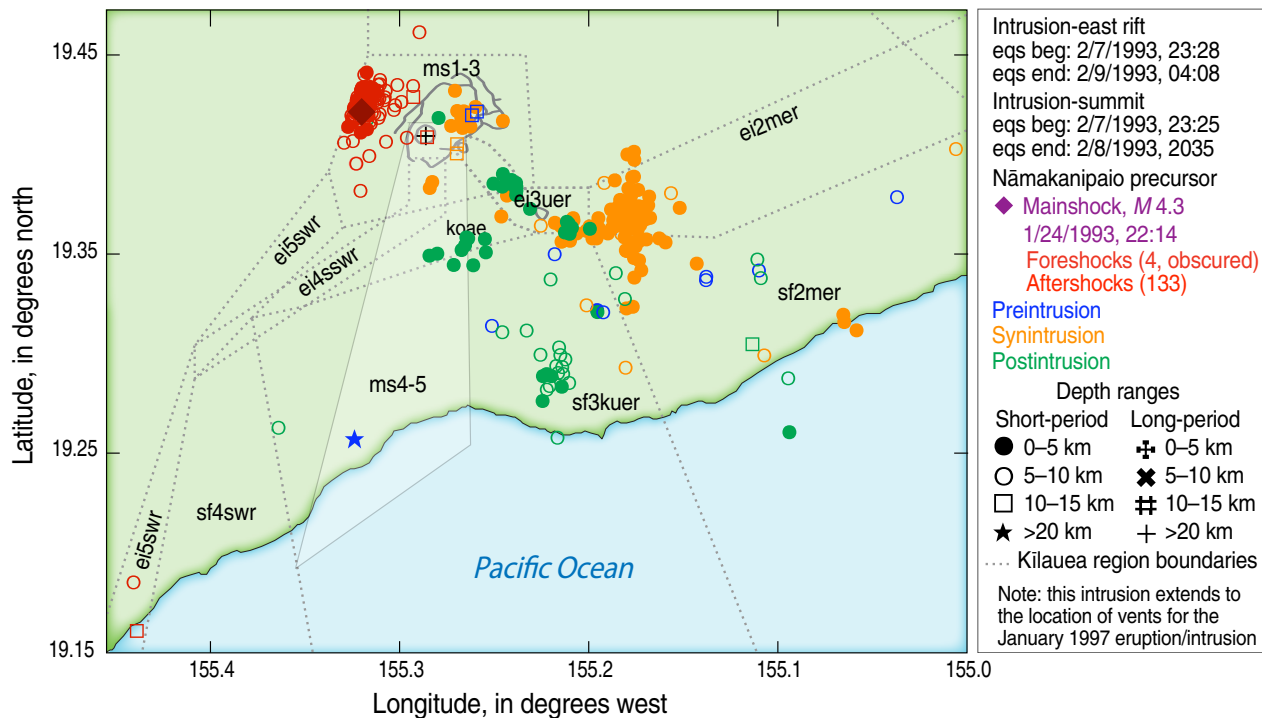 19.45
19.35
19.25
19.15
Latitude, in degrees north
155.4
155.3
155.2
155.1
155.0
Longitude, in degrees west
ms1-3
ei2mer
ei3uer
koae
ei5swr
ei4sswr
sf2mer
ms4-5
sf3kuer
sf4swr
ei5swr
Pacific Ocean
Intrusion-east rift
eqs beg: 2/7/1993, 23:28
eqs end: 2/9/1993, 04:08
Intrusion-summit
eqs beg: 2/7/1993, 23:25
eqs end: 2/8/1993, 2035
Nāmakanipaio precursor
Mainshock, M 4.3
1/24/1993, 22:14
Foreshocks (4, obscured)
Aftershocks (133)
Preintrusion
Synintrusion
Postintrusion
Depth ranges
Short-period Long-period
0–5 km 0–5 km
5–10 km 5–10 km
10–15 km 10–15 km
>20 km >20 km
Kīlauea region boundaries
Note: this intrusion extends to
the location of vents for the
January 1997 eruption/intrusion